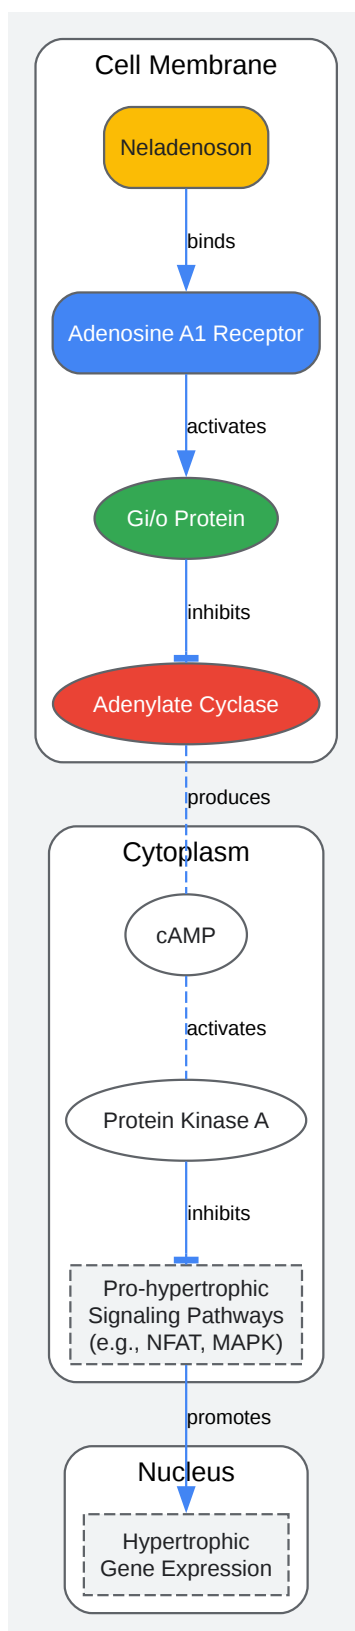 Cell Membrane
Neladenoson
binds
Adenosine A1 Receptor
activates
Gi/o Protein
inhibits
Adenylate Cyclase
produces
Cytoplasm
cAMP
activates
Protein Kinase A
inhibits
Pro-hypertrophic
Signaling Pathways
(e.g., NFAT, MAPK)
promotes
Nucleus
Hypertrophic
Gene Expression